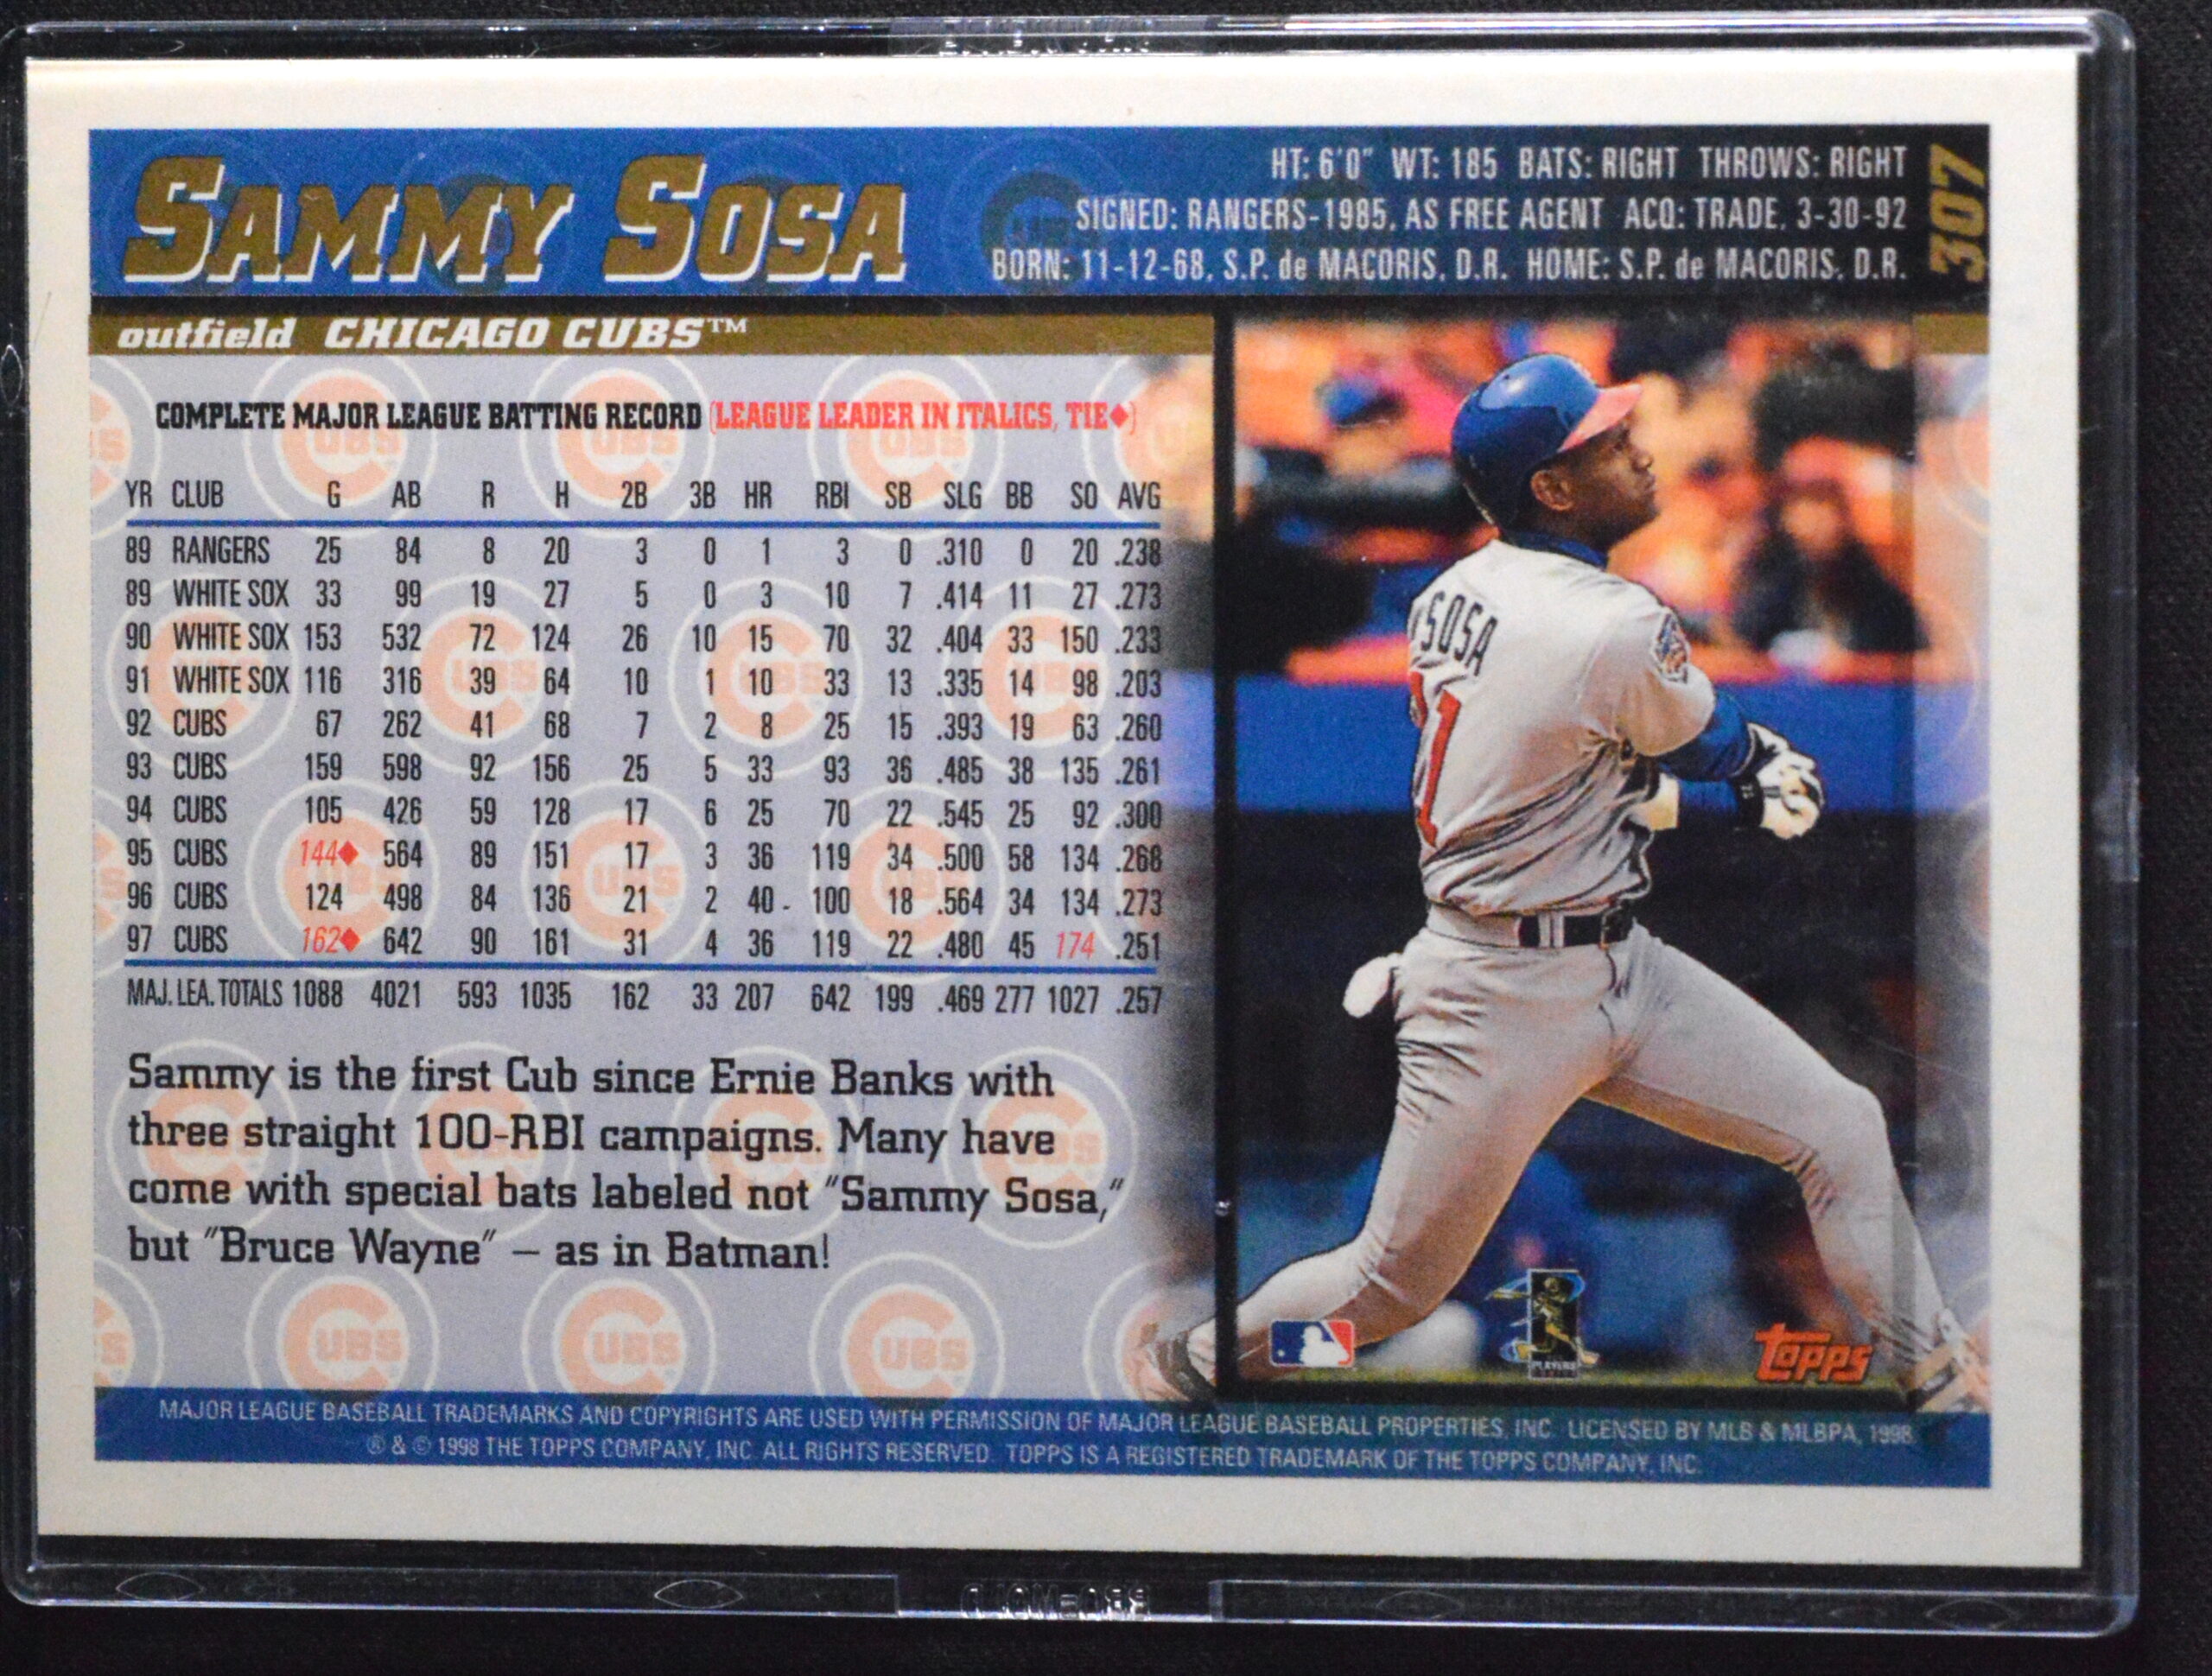 SAMMY SOSA
HT: 6'0" WT: 185 BATS: RIGHT THROWS: RIGHT
SIGNED: RANGERS-1985, AS FREE AGENT ACQ: TRADE, 3-30-92
BORN: 11-12-68, S.P. de MACORIS, D.R. HOME: S.P. de MACORIS, D.R.
307
outfield CHICAGO CUBS™
COMPLETE MAJOR LEAGUE BATTING RECORD (LEAGUE LEADER IN ITALICS, TIE♦)
YR CLUB G AB R H 2B 3B HR RBI SB SLG BB SO AVG
89 RANGERS 25 84 8 20 3 0 1 3 0 .310 0 20 .238
89 WHITE SOX 33 99 19 27 5 0 3 10 7 .414 11 27 .273
90 WHITE SOX 153 532 72 124 26 10 15 70 32 .404 33 150 .233
91 WHITE SOX 116 316 39 64 10 1 10 33 13 .335 14 98 .203
92 CUBS 67 262 41 68 7 2 8 25 15 .393 19 63 .260
93 CUBS 159 598 92 156 25 5 33 93 36 .485 38 135 .261
94 CUBS 105 426 59 128 17 6 25 70 22 .545 25 92 .300
95 CUBS 144♦ 564 89 151 17 3 36 119 34 .500 58 134 .268
96 CUBS 124 498 84 136 21 2 40 100 18 .564 34 134 .273
97 CUBS 162♦ 642 90 161 31 4 36 119 22 .480 45 174 .251
MAJ. LEA. TOTALS 1088 4021 593 1035 162 33 207 642 199 .469 277 1027 .257
Sammy is the first Cub since Ernie Banks with
three straight 100-RBI campaigns. Many have
come with special bats labeled not "Sammy Sosa,"
but "Bruce Wayne" – as in Batman!
SOSA
21
PLAYERS
Topps
MAJOR LEAGUE BASEBALL TRADEMARKS AND COPYRIGHTS ARE USED WITH PERMISSION OF MAJOR LEAGUE BASEBALL PROPERTIES, INC. LICENSED BY MLB & MLBPA, 1998.
® & © 1998 THE TOPPS COMPANY, INC. ALL RIGHTS RESERVED. TOPPS IS A REGISTERED TRADEMARK OF THE TOPPS COMPANY, INC.